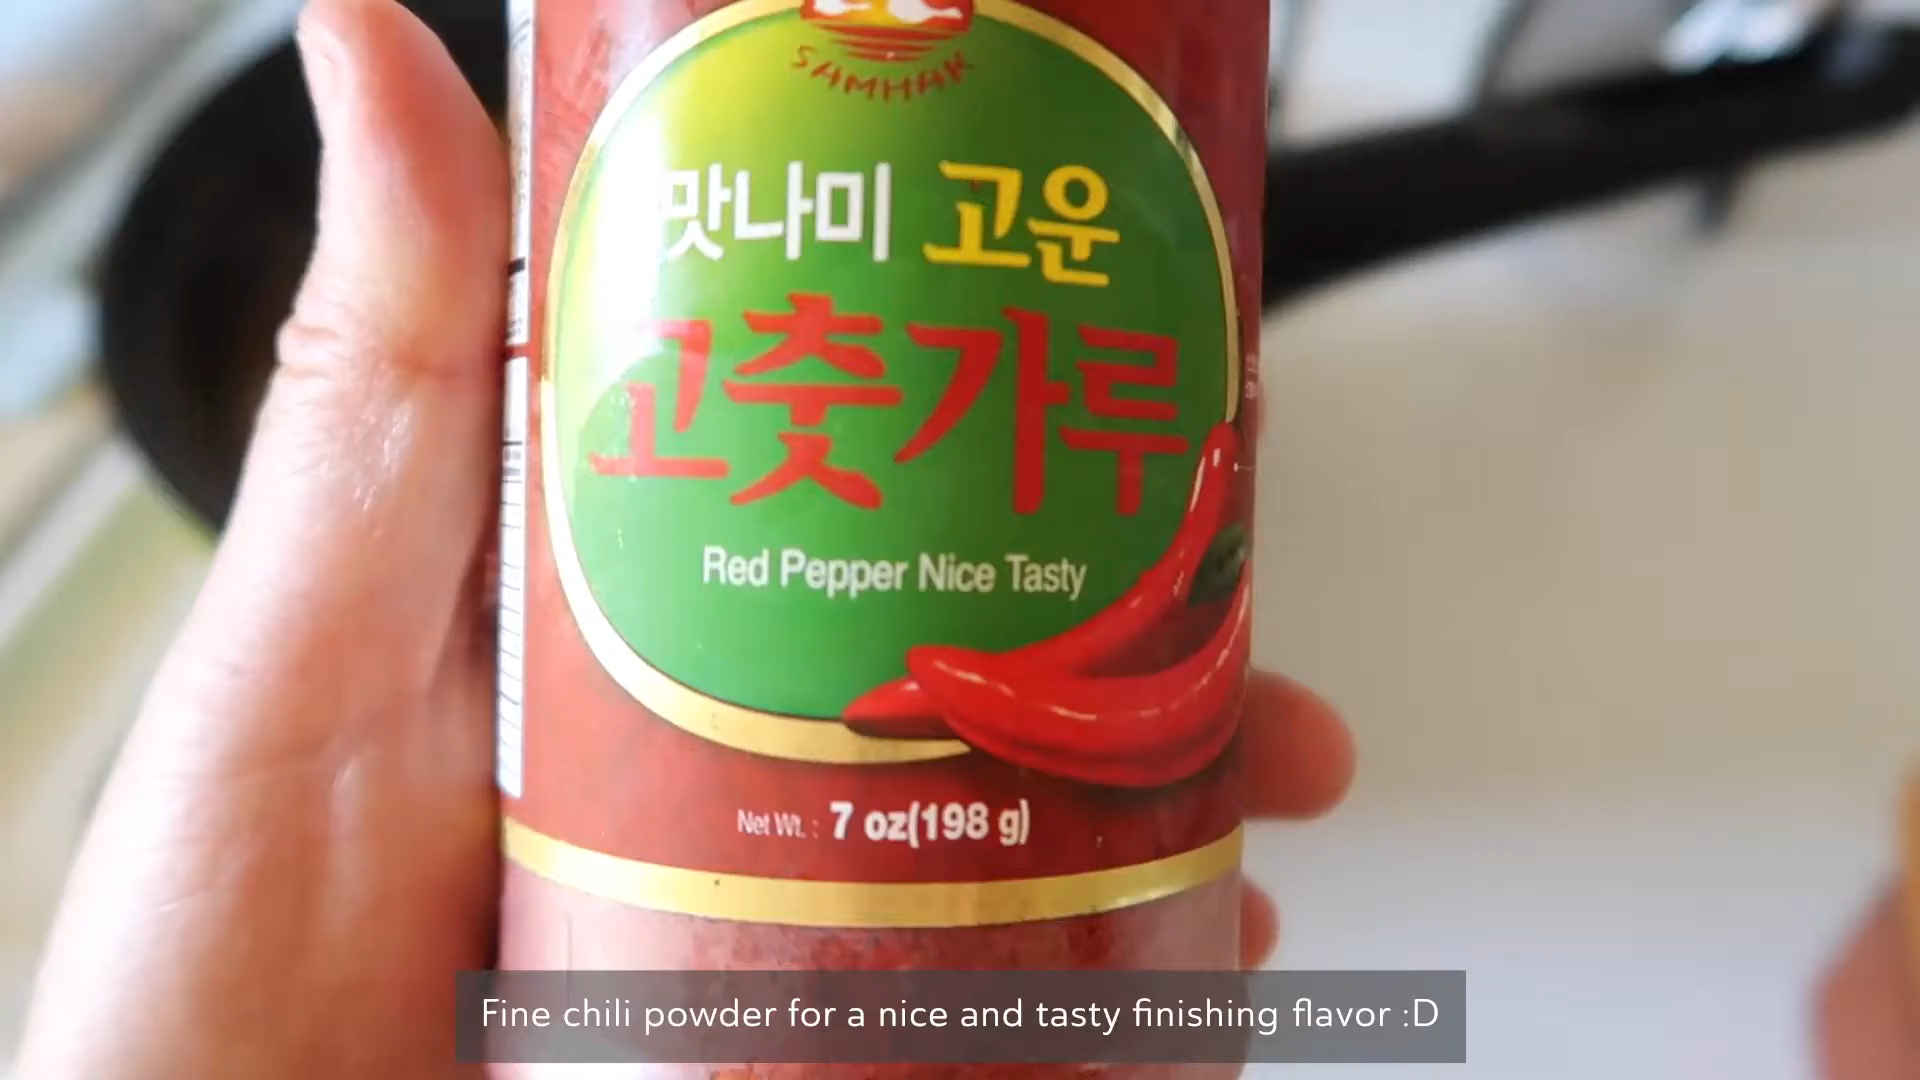 SAMHAK
맛나미 고운
고춧가루
Red Pepper Nice Tasty
Net Wt. : 7 oz(198 g)
Fine chili powder for a nice and tasty finishing flavor :D